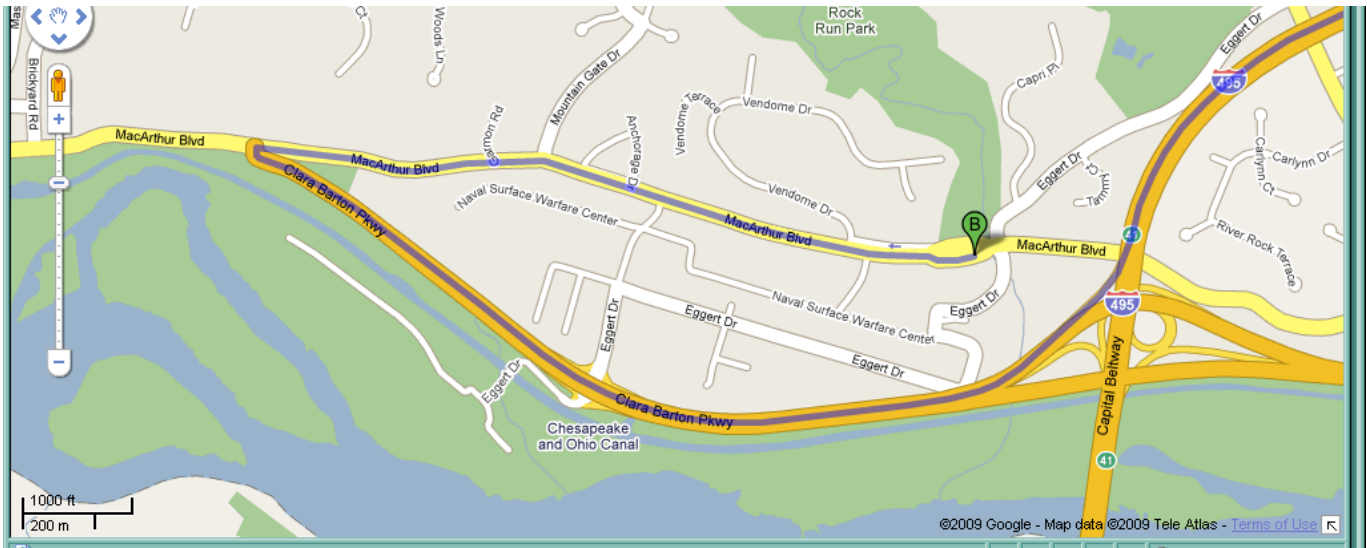 Mas
Ct
Woods Ln
Rock
Run Park
Eggert Dr
Brickyard Rd
Mountain Gate Dr
Capri Pl
495
Vendome Terrace
Vendome Dr
Garmon Rd
Anchorage Dr
MacArthur Blvd
MacArthur Blvd
Eggert Dr
Carlynn Dr
Carlynn Ct
Tammy Ct
Clara Barton Pkwy
Naval Surface Warfare Center
Vendome Dr
MacArthur Blvd
B
MacArthur Blvd
41
River Rock Terrace
Naval Surface Warfare Center
Eggert Dr
495
Eggert Dr
Eggert Dr
Eggert Dr
Eggert Dr
Clara Barton Pkwy
Capital Beltway
Chesapeake
and Ohio Canal
41
1000 ft
200 m
©2009 Google - Map data ©2009 Tele Atlas - Terms of Use